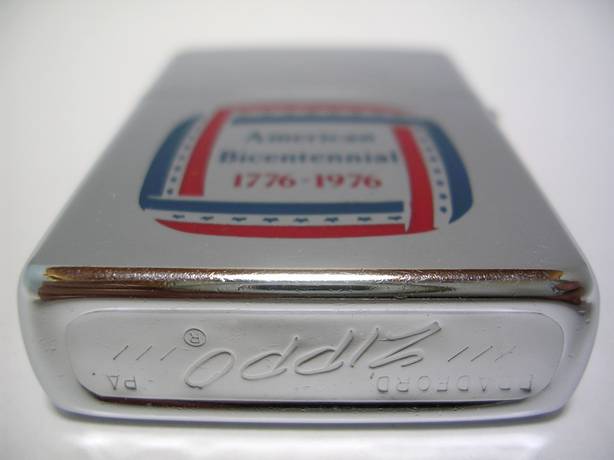 American
Bicentennial
1776-1976
BRADFORD, PA.
ZIPPO ®